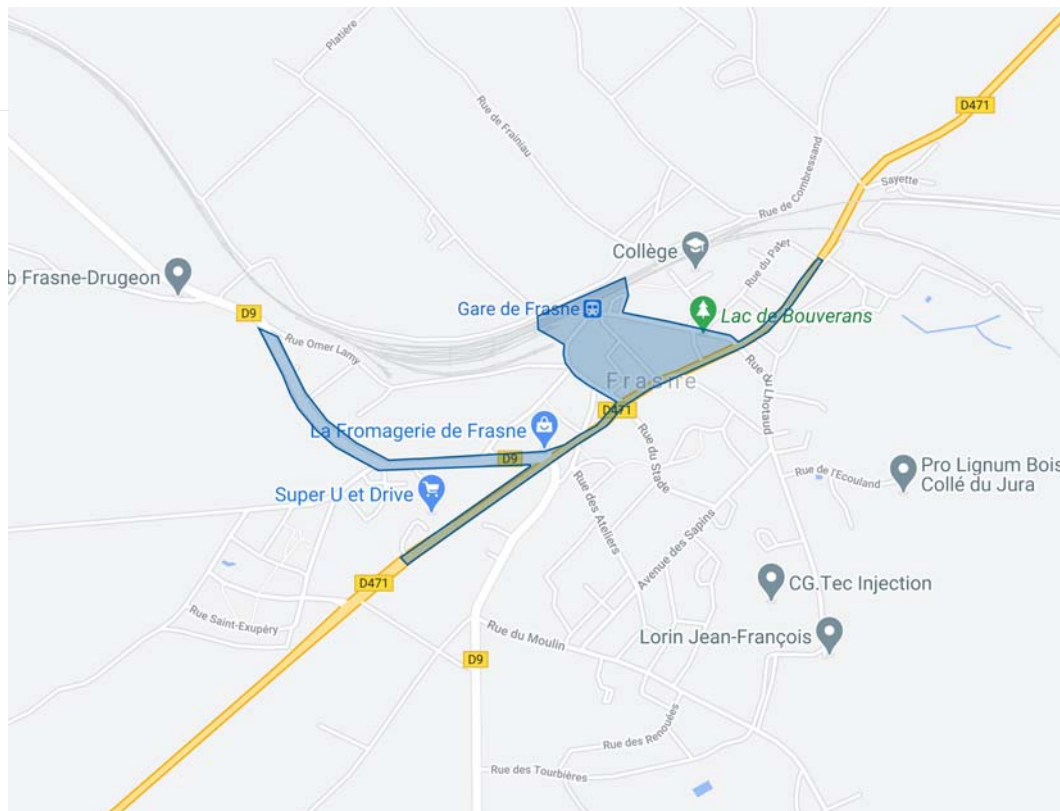 D471
Platière
Rue de Frainiau
Sayette
Rue de Combressand
Collège
Rue du Palet
b Frasne-Drugeon
Gare de Frasne
Lac de Bouverans
D9
Rue Omer Lamy
Frasne
Rue du Lhotaud
D471
La Fromagerie de Frasne
D9
Rue du Stade
Super U et Drive
Rue de l'Ecouland
Pro Lignum Bois
Collé du Jura
Rue des Ateliers
Avenue des Sapins
D471
CG.Tec Injection
Rue Saint-Exupéry
Rue du Moulin
Lorin Jean-François
D9
Rue des Renouées
Rue des Tourbières